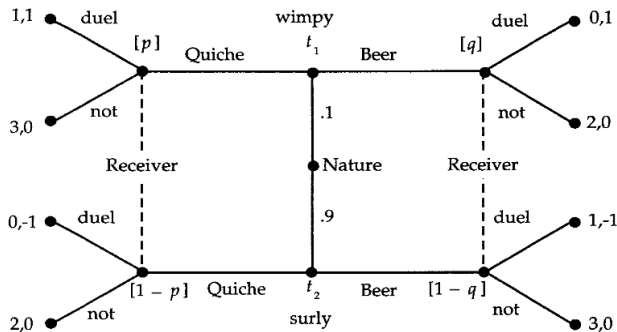 1,1 duel wimpy duel 0,1
[p] t1 [q]
Quiche Beer
3,0 not .1 not 2,0
Receiver Nature Receiver
0,-1 duel .9 duel 1,-1
[1 − p] Quiche t2 Beer [1 − q]
2,0 not surly not 3,0